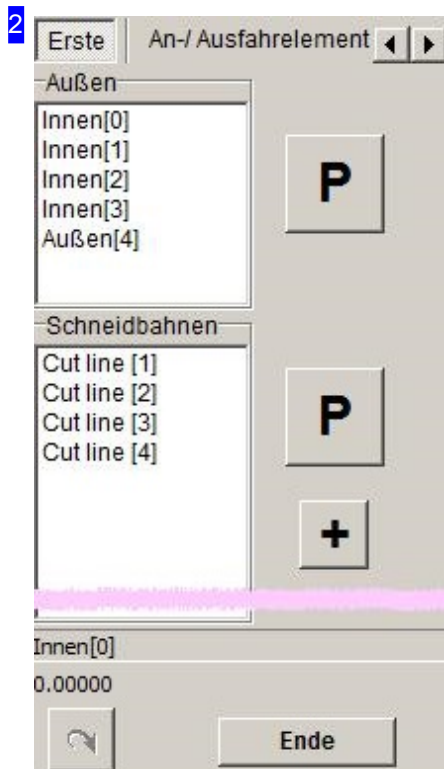 2
Erste An-/ Ausfahrelement
Außen
Innen[0]
Innen[1]
Innen[2]
Innen[3]
Außen[4]
P
Schneidbahnen
Cut line [1]
Cut line [2]
Cut line [3]
Cut line [4]
P
+
Innen[0]
0.00000
Ende